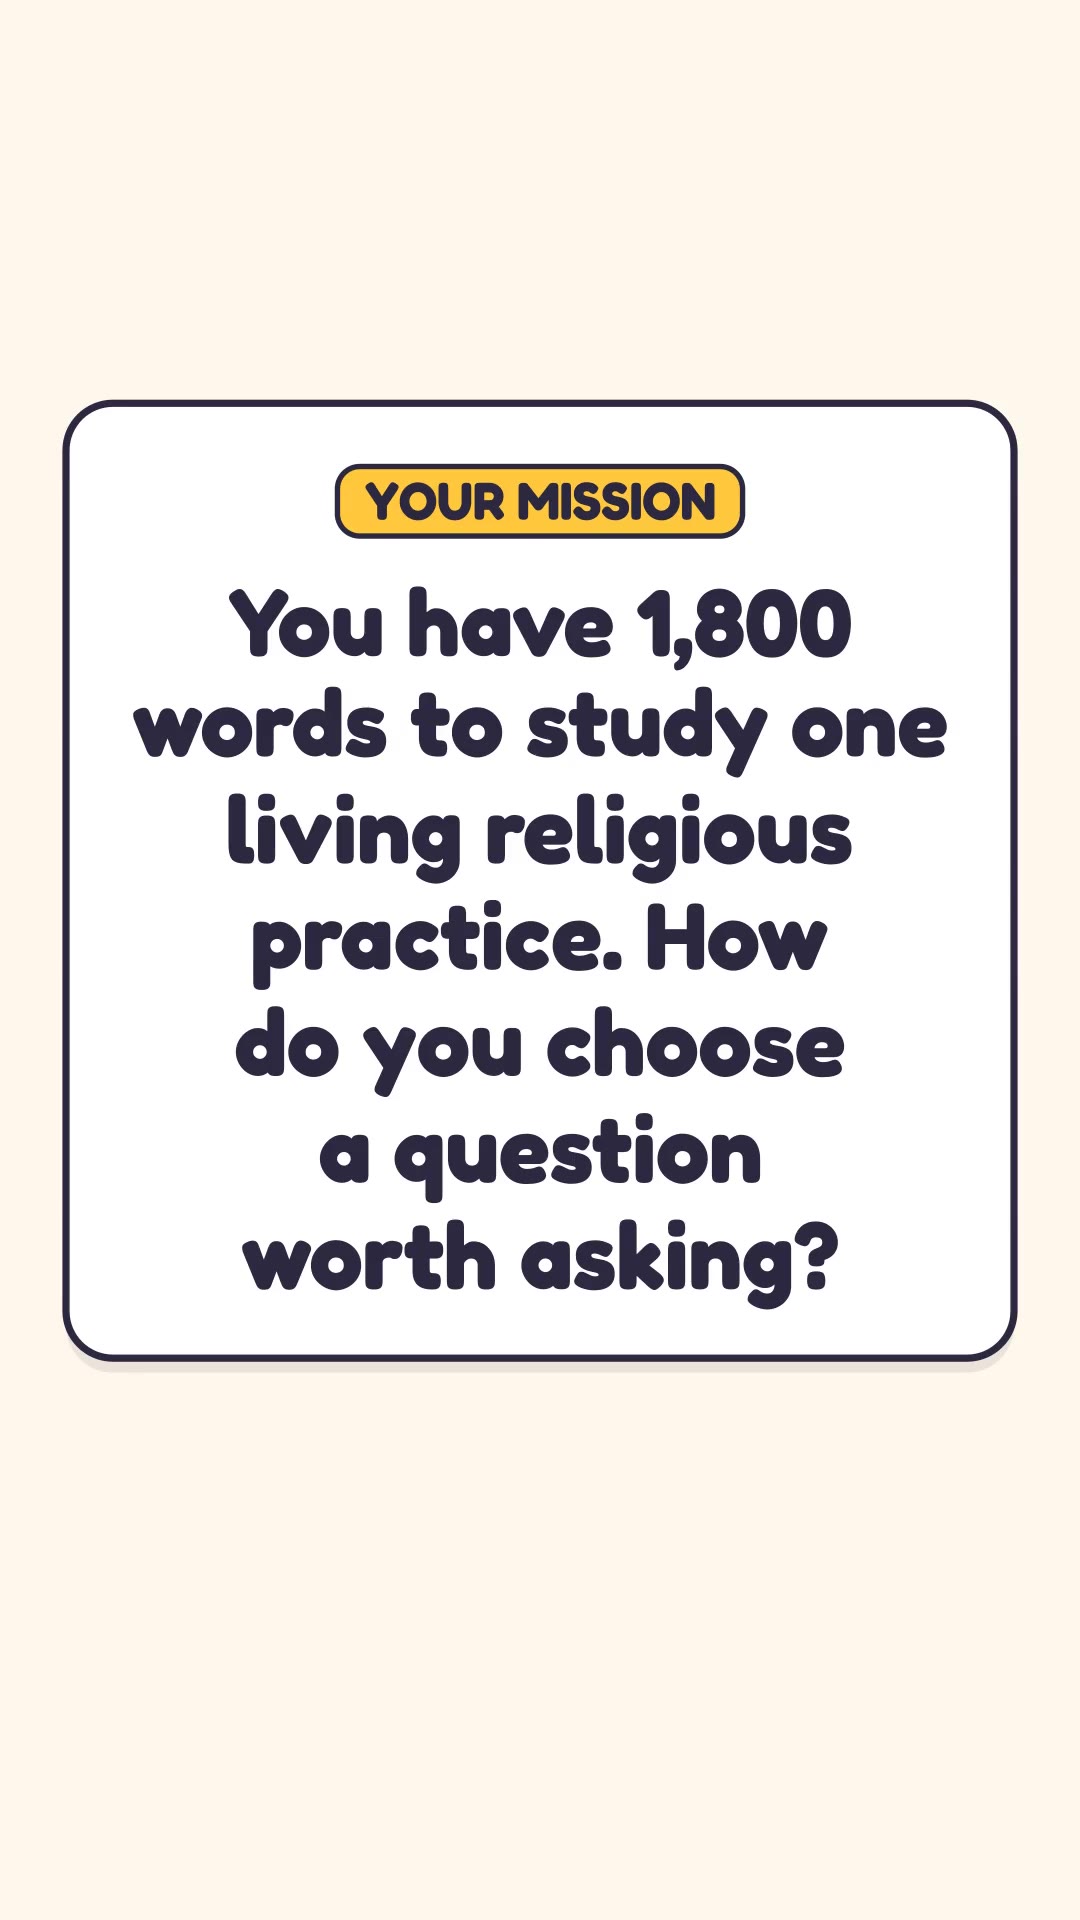 YOUR MISSION
You have 1,800
words to study one
living religious
practice. How
do you choose
a question
worth asking?